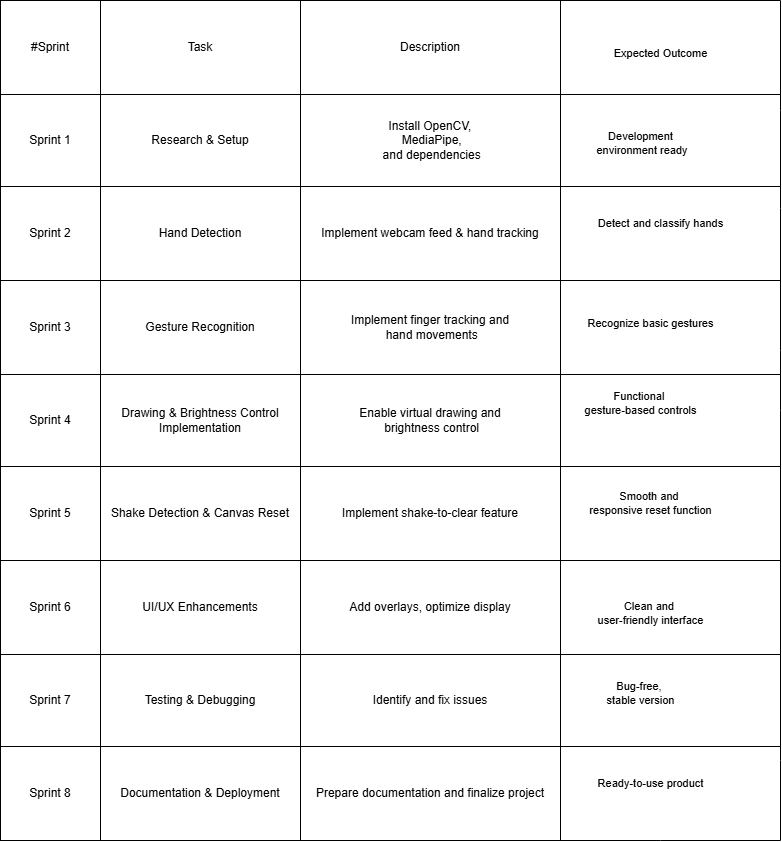 #Sprint
Task
Description
Expected Outcome
Sprint 1
Research & Setup
Install OpenCV,
MediaPipe,
and dependencies
Development
environment ready
Sprint 2
Hand Detection
Implement webcam feed & hand tracking
Detect and classify hands
Sprint 3
Gesture Recognition
Implement finger tracking and
hand movements
Recognize basic gestures
Sprint 4
Drawing & Brightness Control
Implementation
Enable virtual drawing and
brightness control
Functional
gesture-based controls
Sprint 5
Shake Detection & Canvas Reset
Implement shake-to-clear feature
Smooth and
responsive reset function
Sprint 6
UI/UX Enhancements
Add overlays, optimize display
Clean and
user-friendly interface
Sprint 7
Testing & Debugging
Identify and fix issues
Bug-free,
stable version
Sprint 8
Documentation & Deployment
Prepare documentation and finalize project
Ready-to-use product